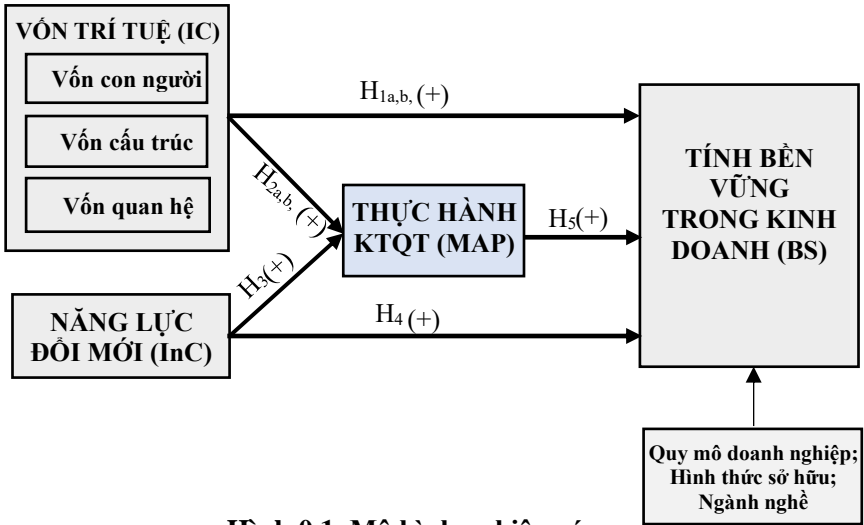 VỐN TRÍ TUỆ (IC)
Vốn con người
Vốn cấu trúc
Vốn quan hệ
H1a,b, (+)
H2a,b, (+)
THỰC HÀNH
KTQT (MAP)
H5(+)
H3(+)
H4 (+)
NĂNG LỰC
ĐỔI MỚI (InC)
TÍNH BỀN
VỮNG
TRONG KINH
DOANH (BS)
Quy mô doanh nghiệp;
Hình thức sở hữu;
Ngành nghề